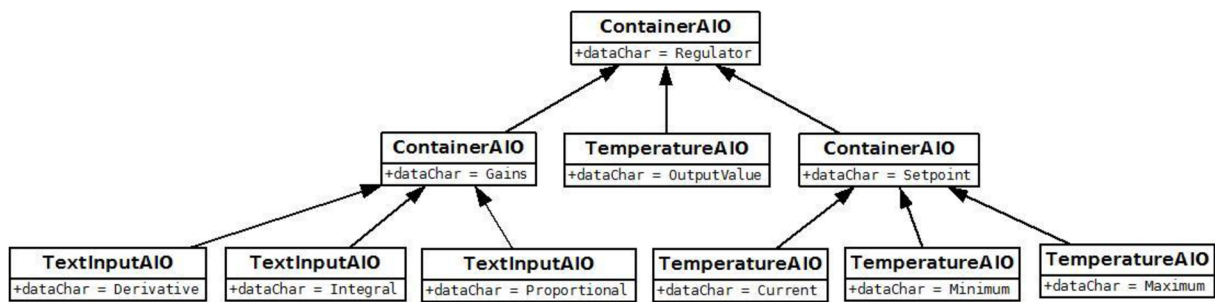 ContainerAIO
+dataChar = Regulator
ContainerAIO
+dataChar = Gains
TemperatureAIO
+dataChar = OutputValue
ContainerAIO
+dataChar = Setpoint
TextInputAIO
+dataChar = Derivative
TextInputAIO
+dataChar = Integral
TextInputAIO
+dataChar = Proportional
TemperatureAIO
+dataChar = Current
TemperatureAIO
+dataChar = Minimum
TemperatureAIO
+dataChar = Maximum